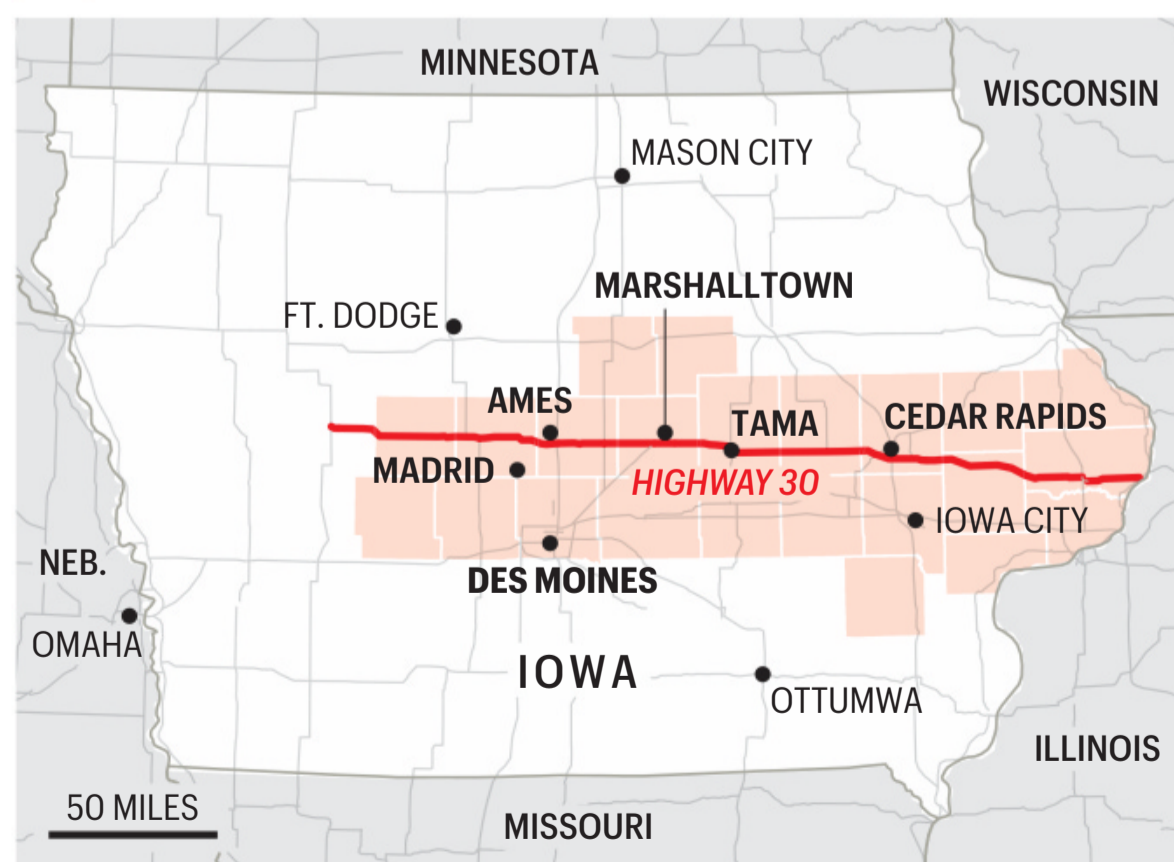 MINNESOTA
WISCONSIN
MASON CITY
MARSHALLTOWN
FT. DODGE
AMES
TAMA
CEDAR RAPIDS
MADRID
HIGHWAY 30
IOWA CITY
NEB.
DES MOINES
OMAHA
IOWA
OTTUMWA
ILLINOIS
50 MILES
MISSOURI